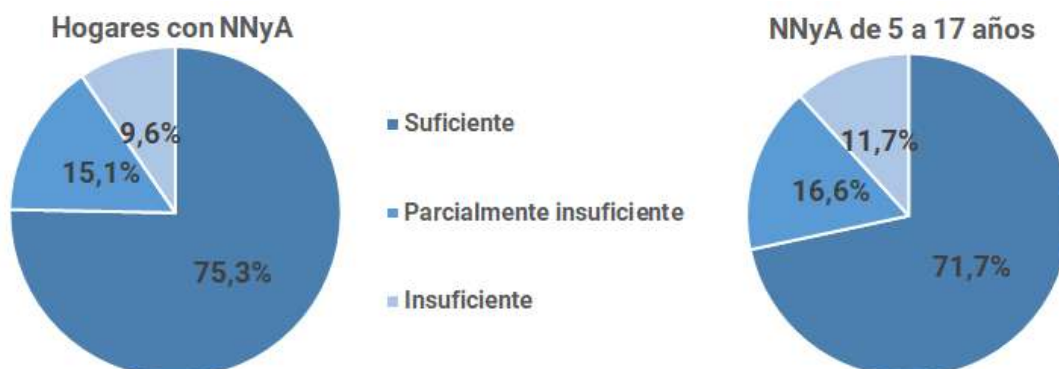 Hogares con NNyA
9,6%
15,1%
75,3%
Suficiente
Parcialmente insuficiente
Insuficiente
NNyA de 5 a 17 años
11,7%
16,6%
71,7%